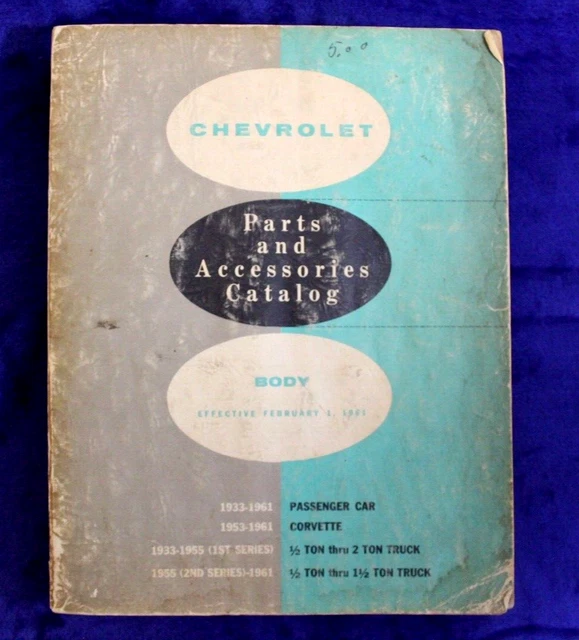 5.00
CHEVROLET
Parts
and
Accessories
Catalog
BODY
EFFECTIVE FEBRUARY 1, 1961
1933-1961 PASSENGER CAR
1953-1961 CORVETTE
1933-1955 (1ST SERIES) ½ TON thru 2 TON TRUCK
1955 (2ND SERIES)-1961 ½ TON thru 1½ TON TRUCK